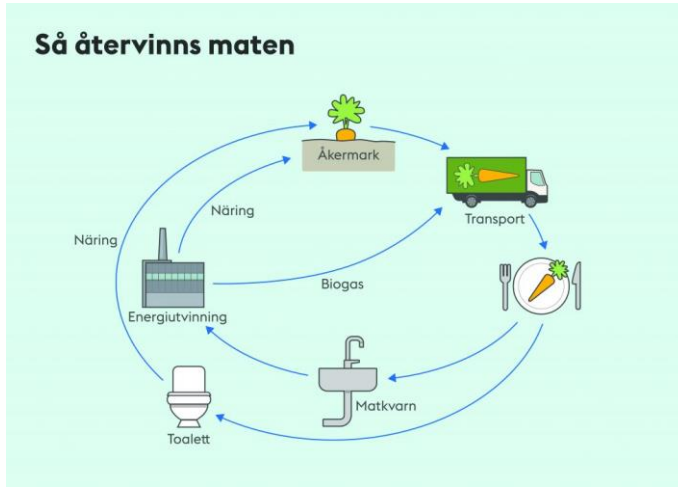 Så återvinns maten
Åkermark
Transport
Näring
Näring
Biogas
Energiutvinning
Matkvarn
Toalett